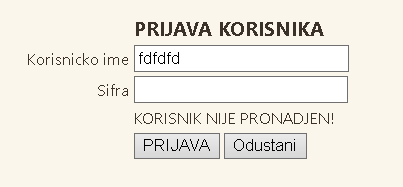 PRIJAVA KORISNIKA
Korisnicko ime fdfdfd
Sifra
KORISNIK NIJE PRONADJEN!
PRIJAVA Odustani